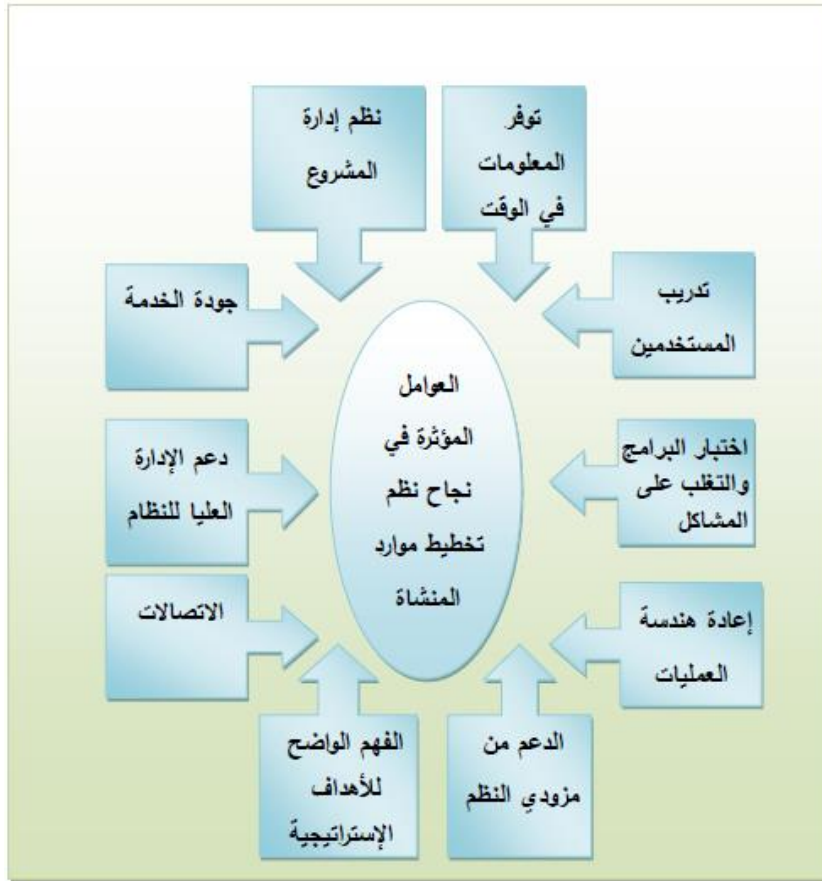 توفر
المعلومات
في الوقت
نظم إدارة
المشروع
تدريب
المستخدمين
جودة الخدمة
العوامل
المؤثرة في
نجاح نظم
تخطيط موارد
المنشاة
اختبار البرامج
والتغلب على
المشاكل
دعم الإدارة
العليا للنظام
إعادة هندسة
العمليات
الاتصالات
الدعم من
مزودي النظم
الفهم الواضح
للأهداف
الإستراتيجية